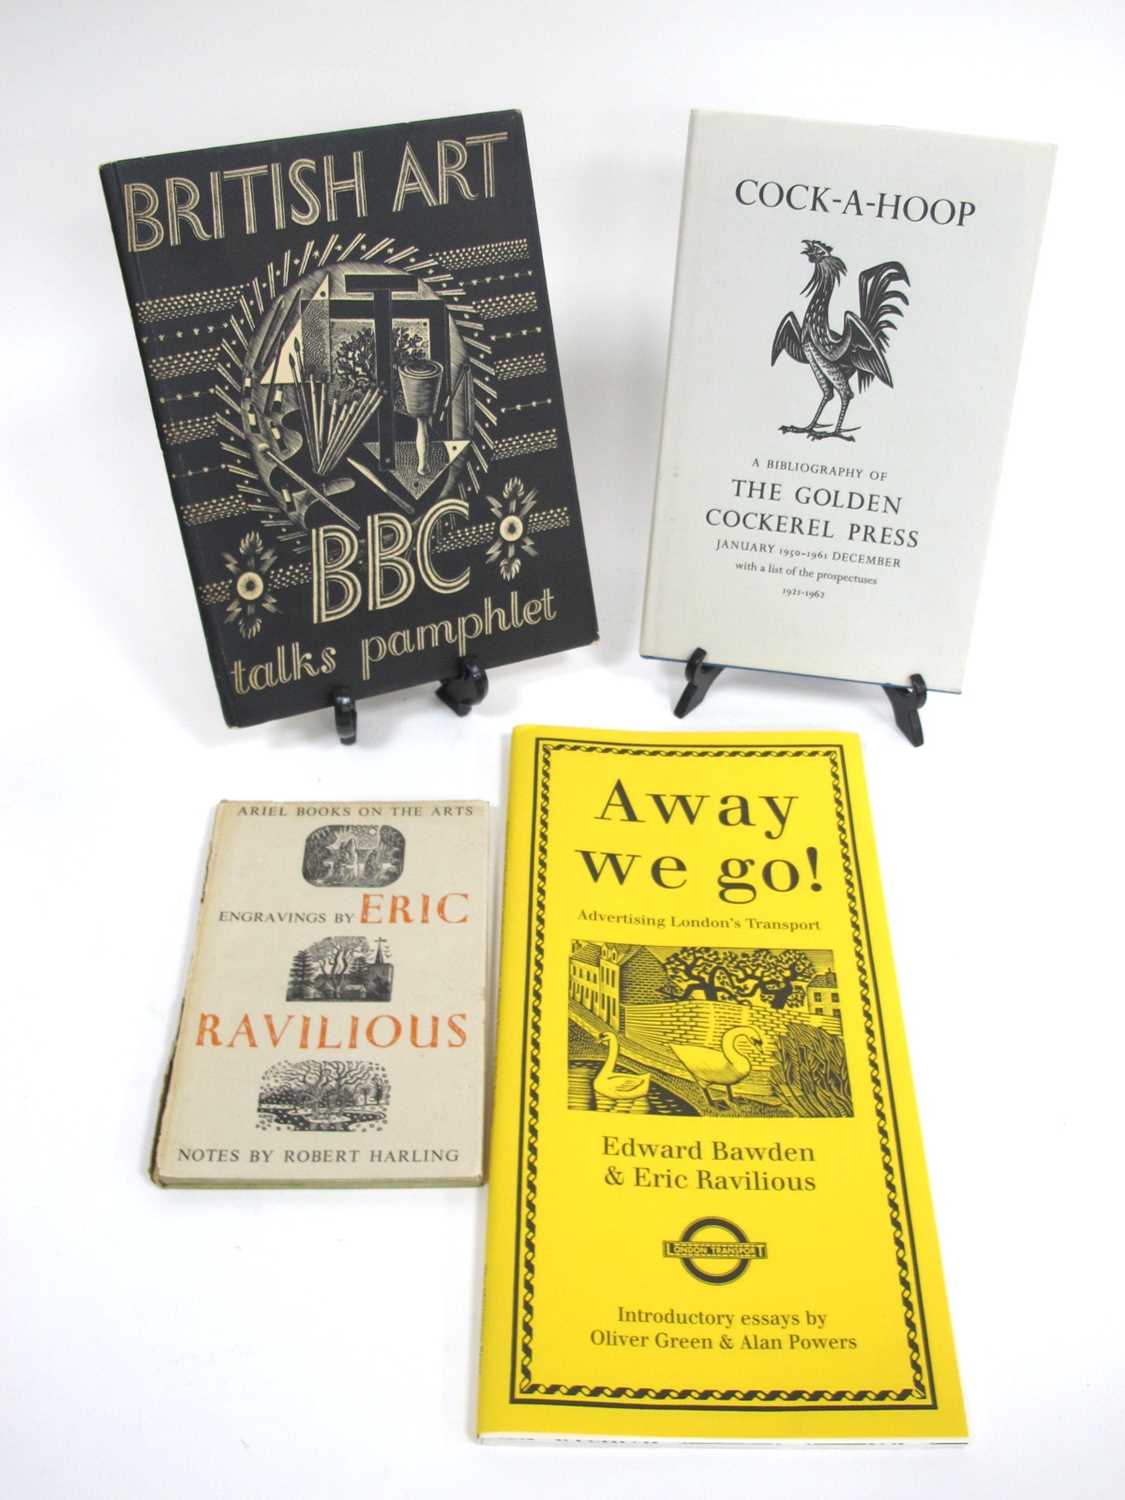 BRITISH ART
BBC
talks pamphlet
COCK-A-HOOP
A BIBLIOGRAPHY OF
THE GOLDEN
COCKEREL PRESS
JANUARY 1950-1961 DECEMBER
with a list of the prospectuses
1921-1962
ARIEL BOOKS ON THE ARTS
ENGRAVINGS BY ERIC
RAVILIOUS
NOTES BY ROBERT HARLING
Away
we go!
Advertising London's Transport
Edward Bawden
& Eric Ravilious
LONDON TRANSPORT
Introductory essays by
Oliver Green & Alan Powers